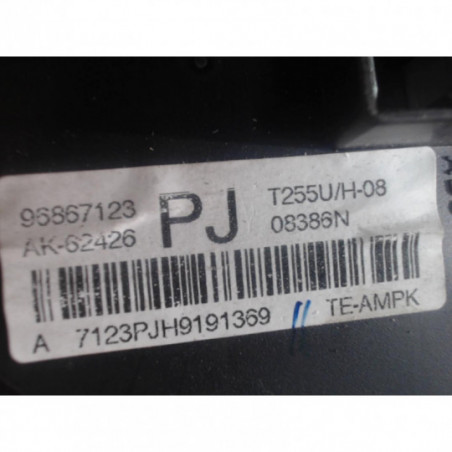 96867123 PJ T255U/H-08
AK-62426 08386N
A 7123PJH9191369 TE-AMPK